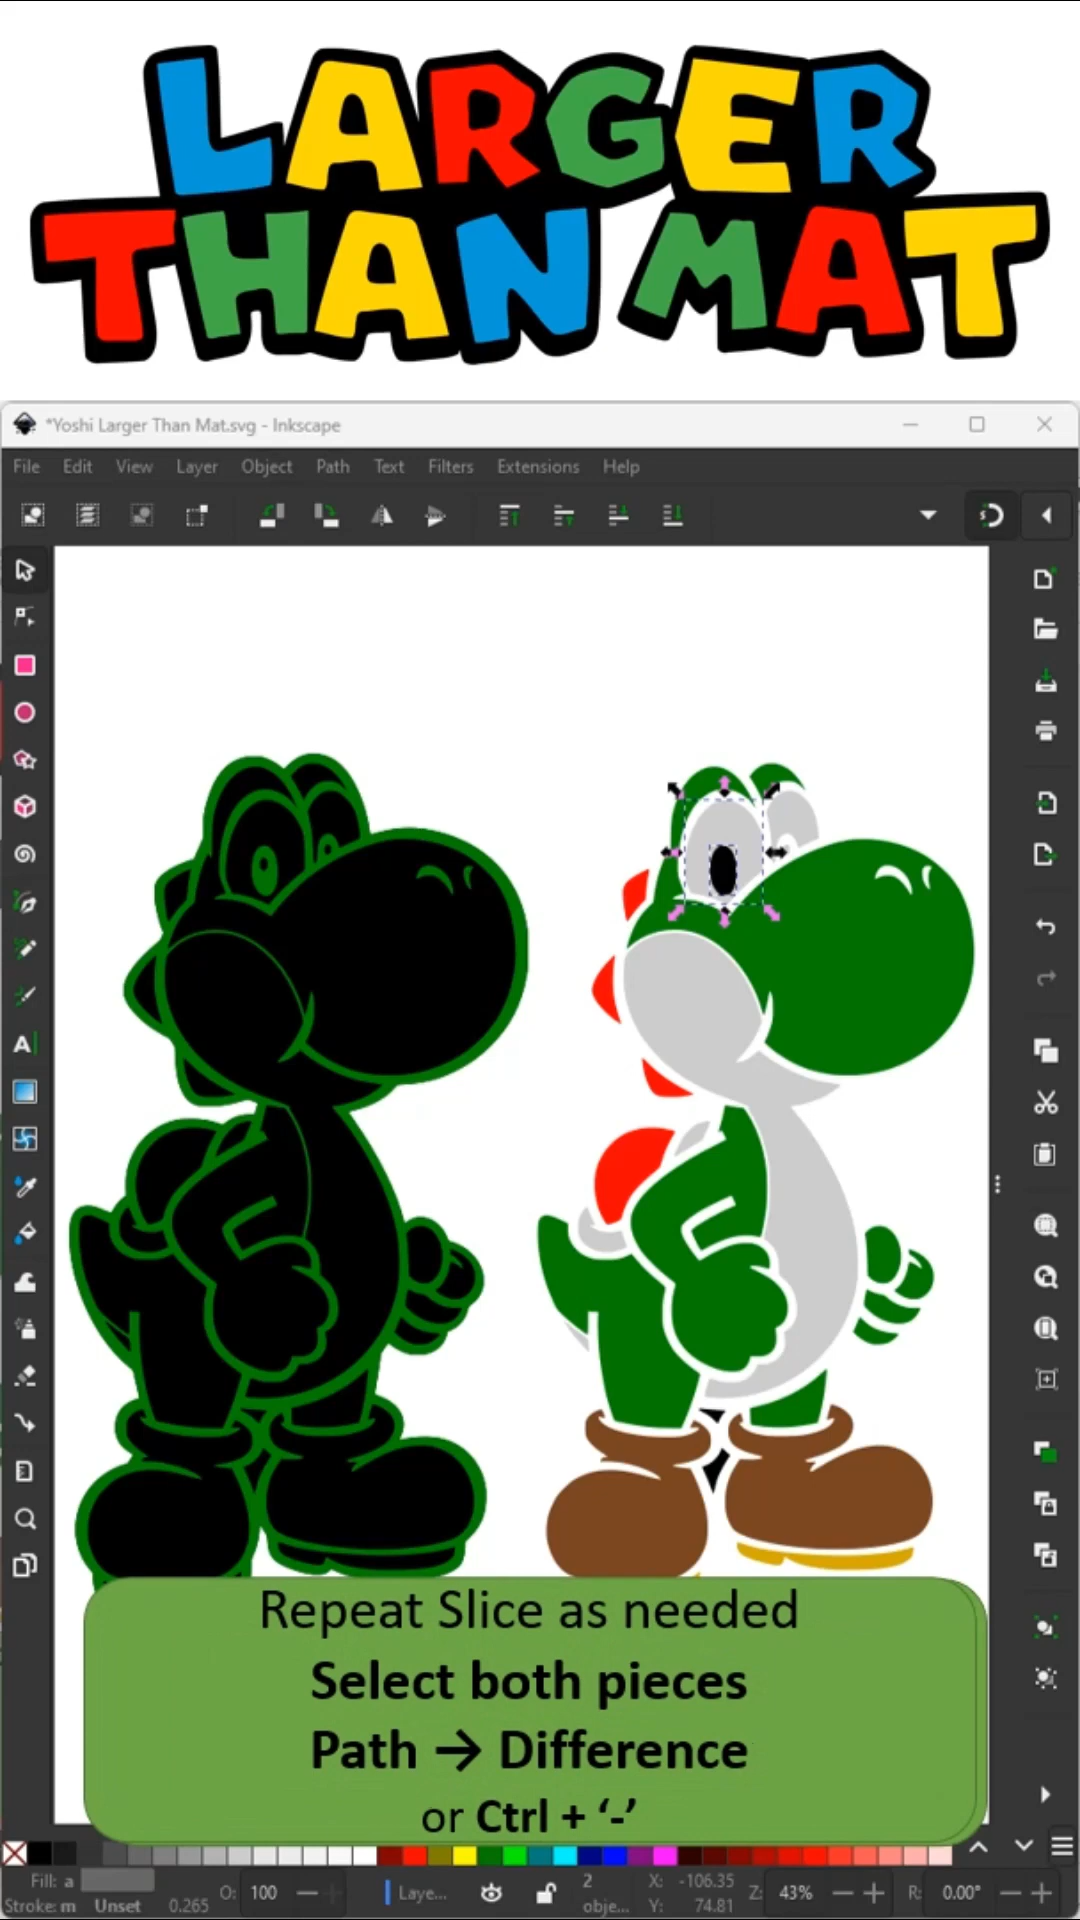 LARGER
THAN MAT
*Yoshi Larger Than Mat.svg - Inkscape
File Edit View Layer Object Path Text Filters Extensions Help
Repeat Slice as needed
Select both pieces
Path → Difference
or Ctrl + ‘-’
Fill: a
O: 100
Laye...
2
X: -106.35
Z: 43%
R: 0.00°
Stroke: m Unset 0.265
obje...
Y: 74.81